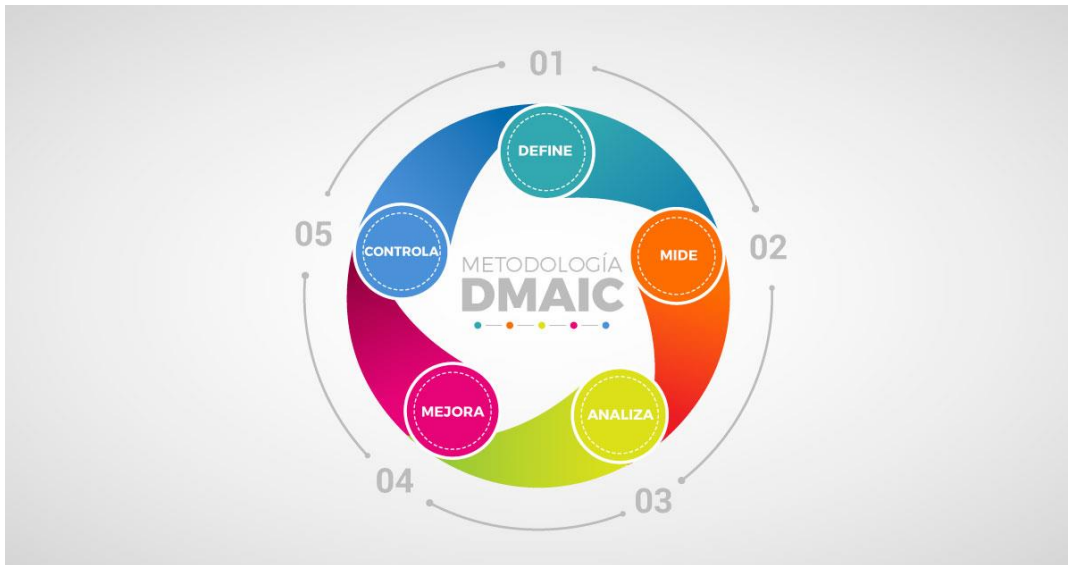 01
DEFINE
02
MIDE
03
ANALIZA
04
MEJORA
05
CONTROLA
METODOLOGÍA
DMAIC